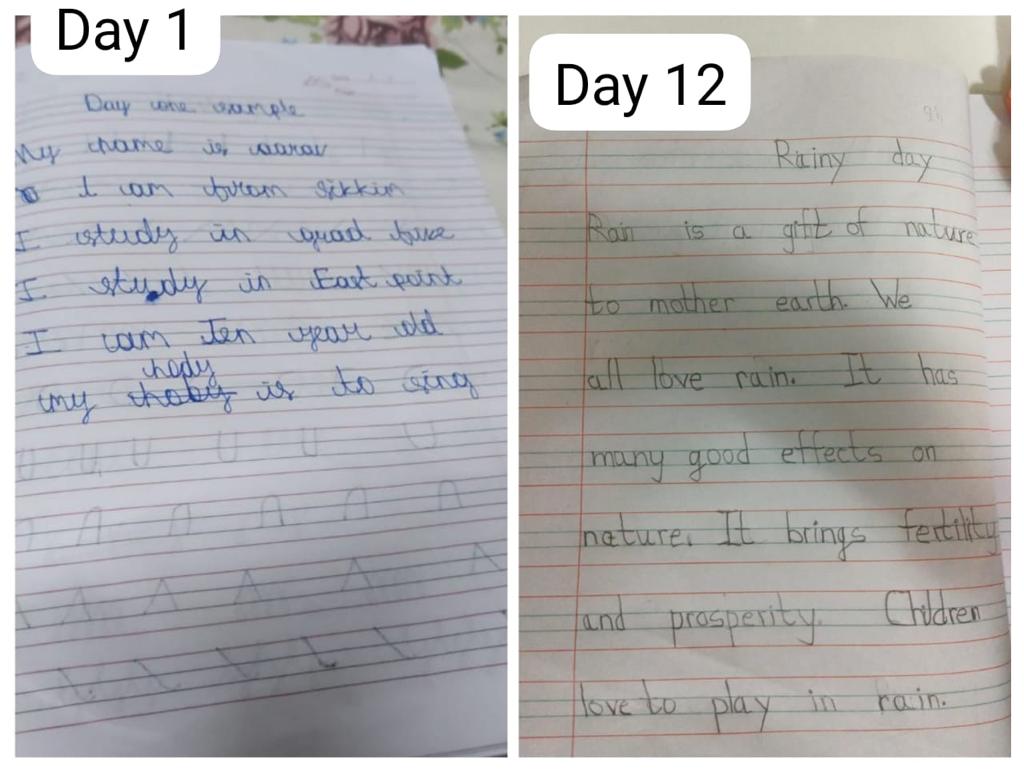 Day 1
Day one sample
My name is aarav
I am from sikkim
I study in quad five
I study in East point
I am Ten year old
hody
my hoby is to sing
U U U U U U
A A A A A
Day 12
Rainy day
Rain is a gift of nature
to mother earth. We
all love rain. It has
many good effects on
nature. It brings fertility
and prosperity. Children
love to play in rain.